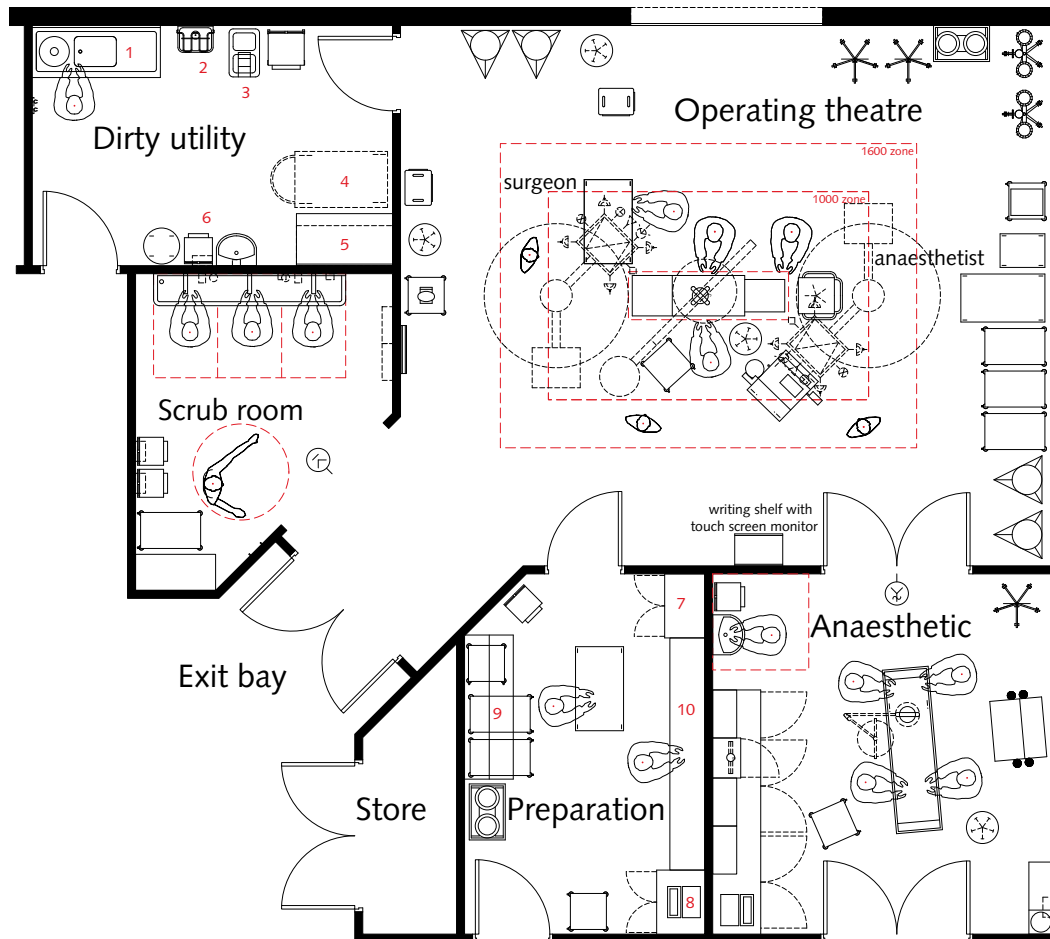 1
2
3
Dirty utility
4
5
6
Operating theatre
1600 zone
surgeon
1000 zone
anaesthetist
Scrub room
writing shelf with
touch screen monitor
Exit bay
7
Anaesthetic
9
10
Store
Preparation
8